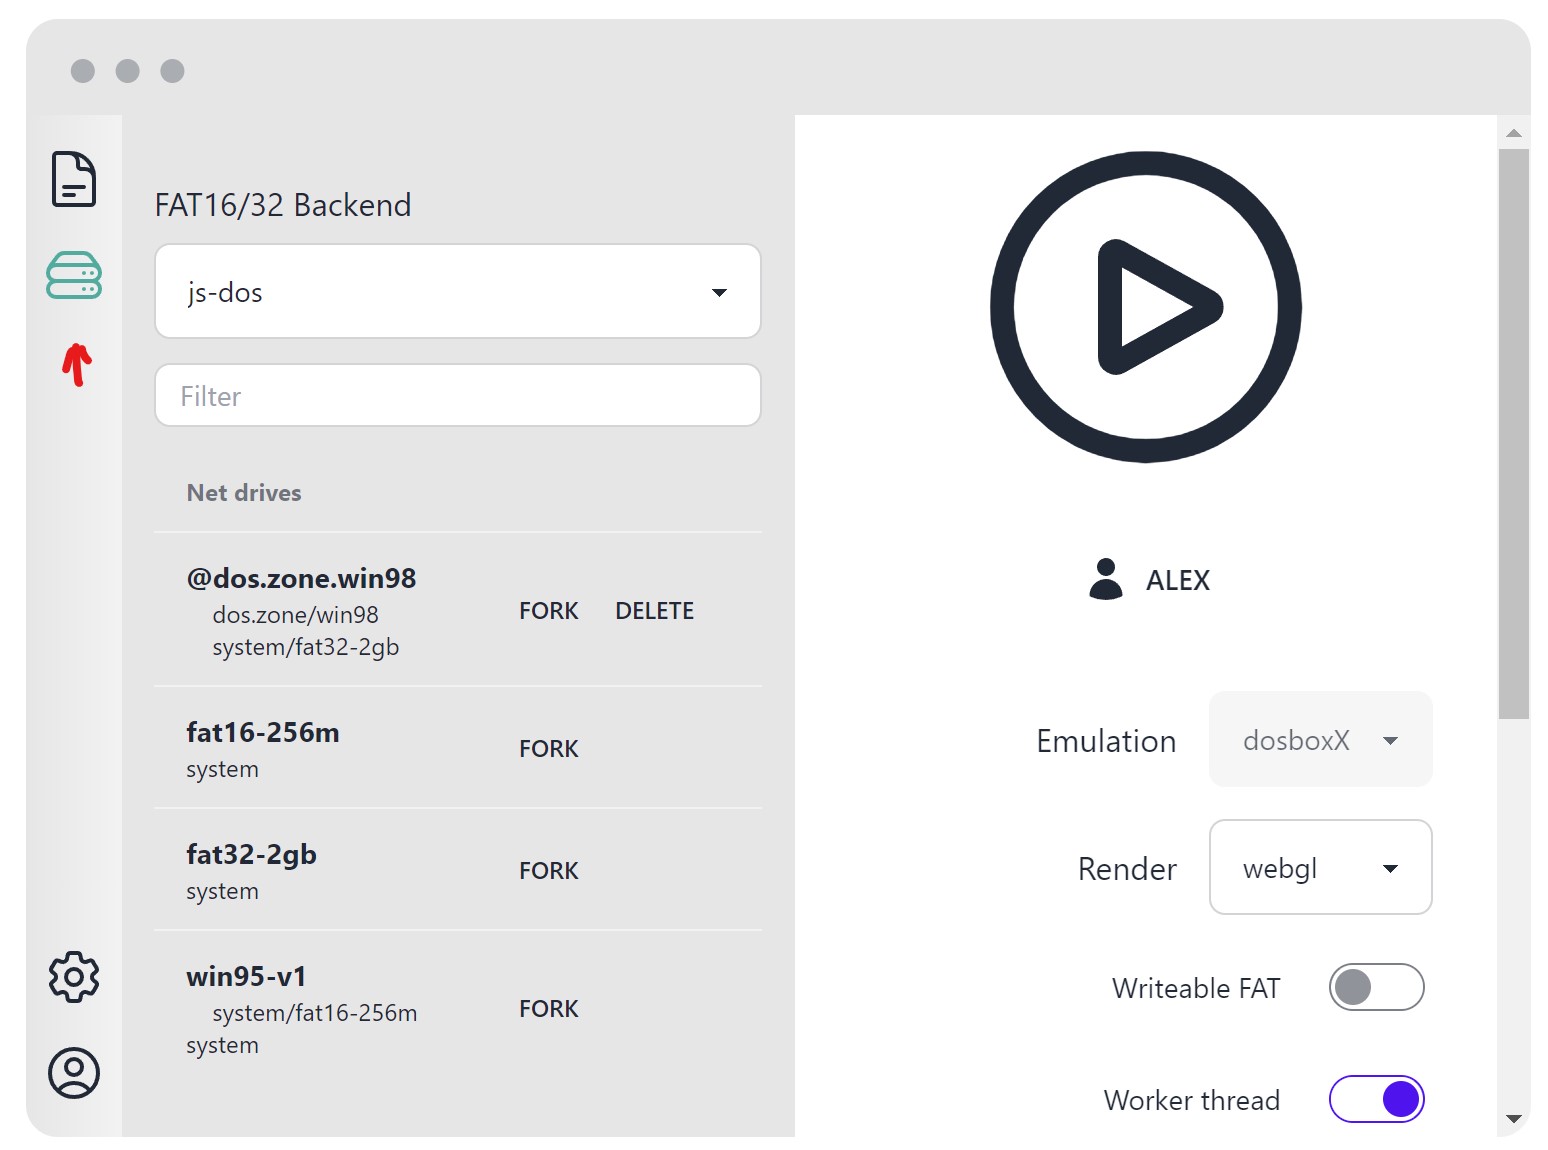 FAT16/32 Backend
js-dos
Filter
Net drives
@dos.zone.win98
dos.zone/win98
system/fat32-2gb
FORK DELETE
fat16-256m
system
FORK
fat32-2gb
system
FORK
win95-v1
system/fat16-256m
system
FORK
ALEX
Emulation dosboxX
Render webgl
Writeable FAT
Worker thread